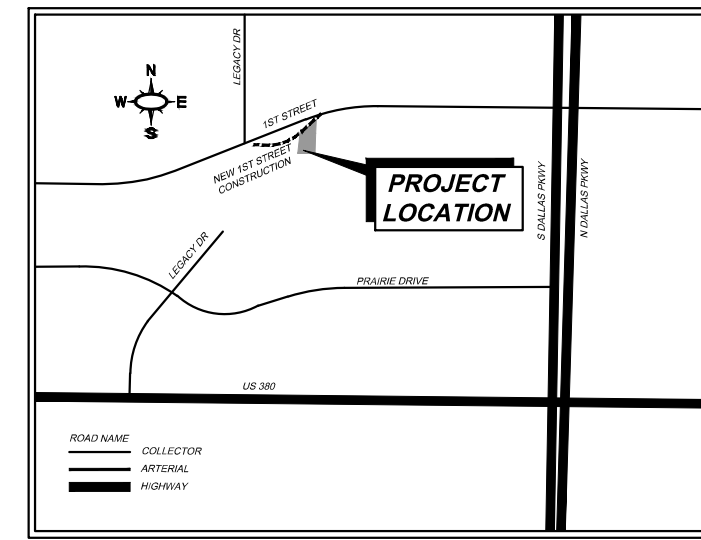 LEGACY DR
N
W
E
S
1ST STREET
NEW 1ST STREET
CONSTRUCTION
PROJECT
LOCATION
S DALLAS PKWY
N DALLAS PKWY
LEGACY DR
PRAIRIE DRIVE
US 380
ROAD NAME
COLLECTOR
ARTERIAL
HIGHWAY